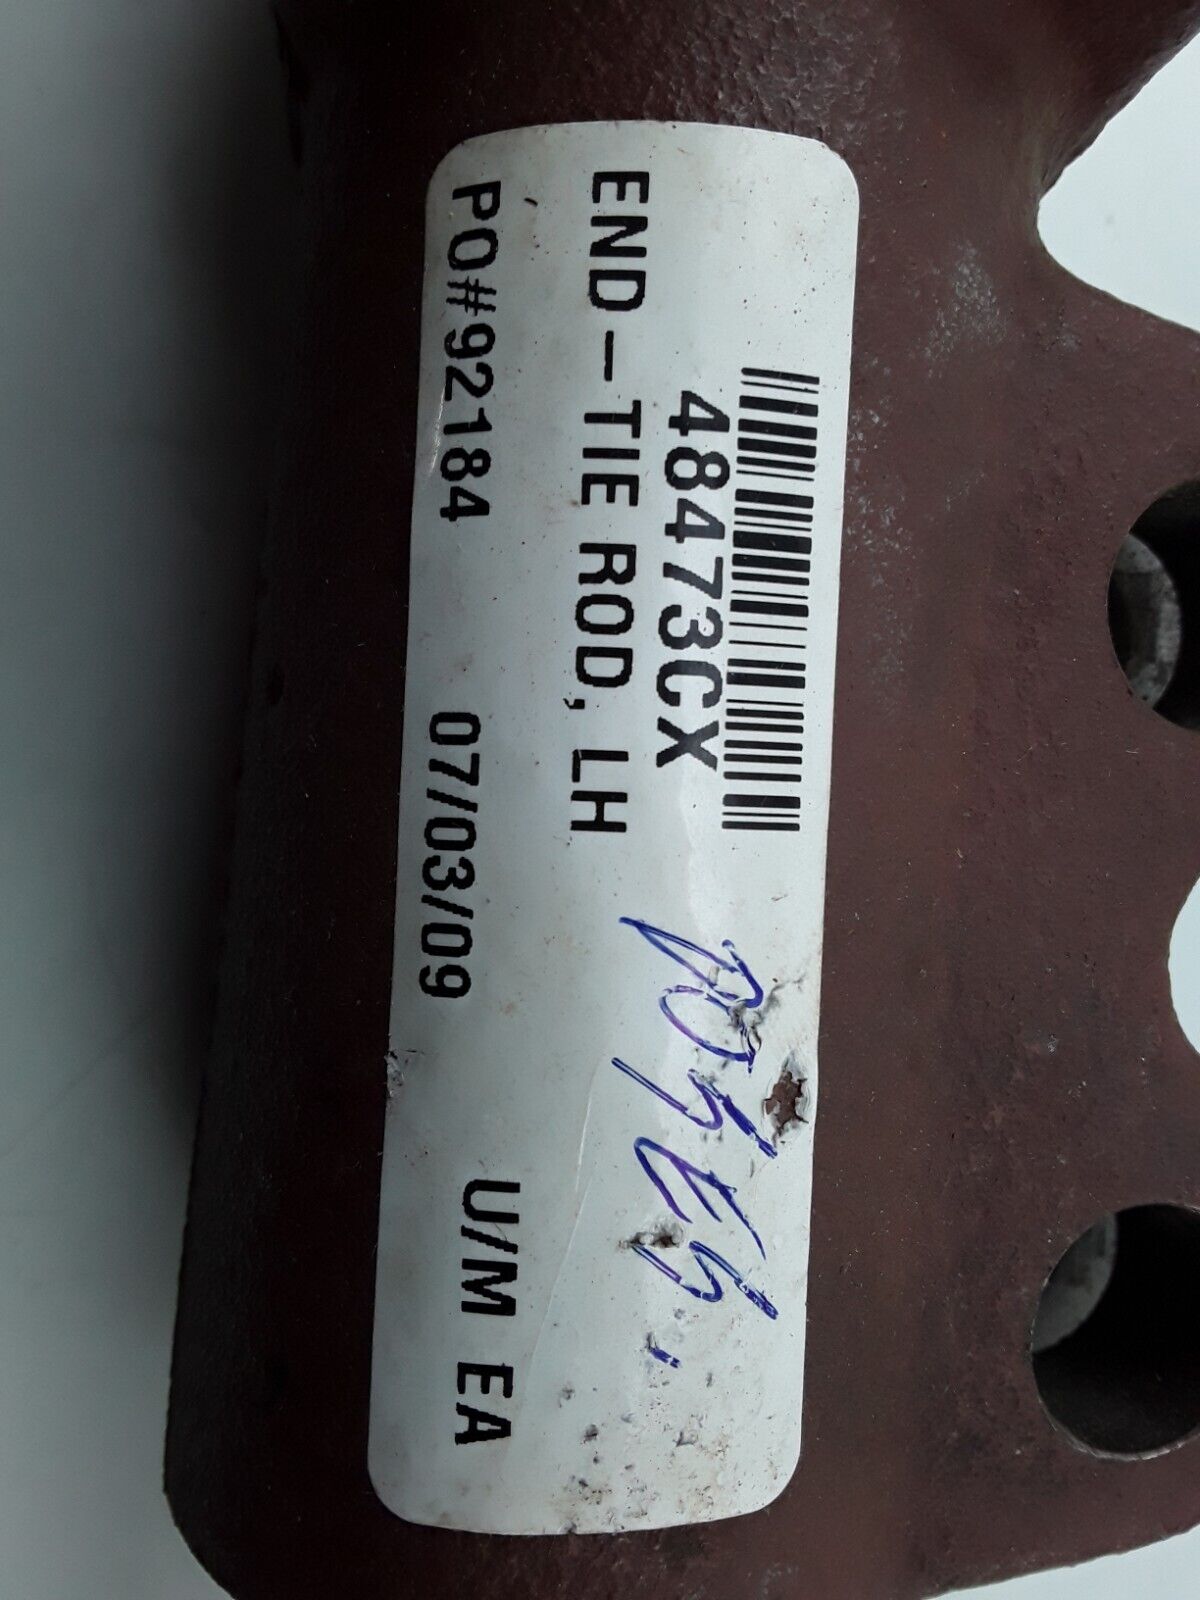 48473CX
END-TIE ROD, LH
PO#92184 07/03/09 U/M EA